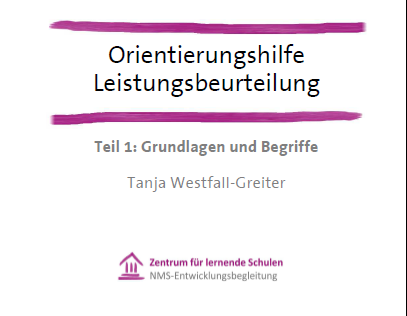 Orientierungshilfe
Leistungsbeurteilung
Teil 1: Grundlagen und Begriffe
Tanja Westfall-Greiter
Zentrum für lernende Schulen
NMS-Entwicklungsbegleitung